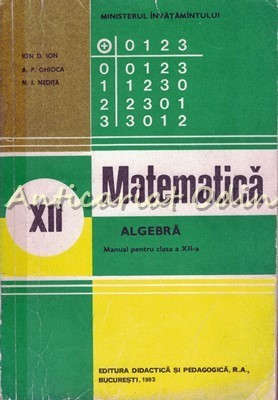 MINISTERUL ÎNVĂȚĂMÎNTULUI
ION D. ION
A. P. GHIOCA
N. I. NEDIȚA
⊕ 0 1 2 3
0 0 1 2 3
1 1 2 3 0
2 2 3 0 1
3 3 0 1 2
XII
Matematică
Anticariat Odin
ALGEBRĂ
Manual pentru clasa a XII-a
EDITURA DIDACTICĂ ȘI PEDAGOGICĂ, R.A.,
BUCUREȘTI, 1993